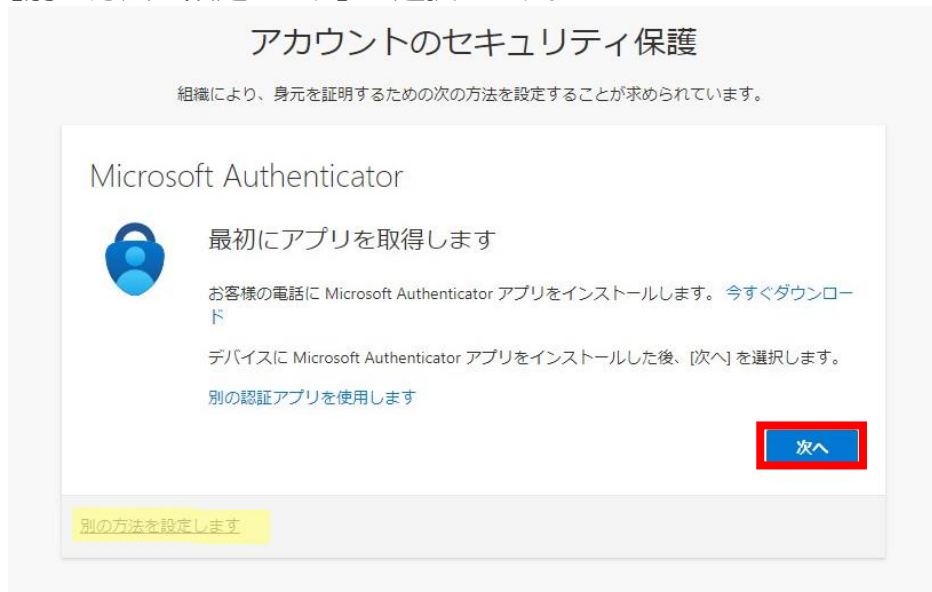 アカウントのセキュリティ保護
組織により、身元を証明するための次の方法を設定することが求められています。
Microsoft Authenticator
最初にアプリを取得します
お客様の電話に Microsoft Authenticator アプリをインストールします。 今すぐダウンロー
ド
デバイスに Microsoft Authenticator アプリをインストールした後、[次へ] を選択します。
別の認証アプリを使用します
次へ
別の方法を設定します